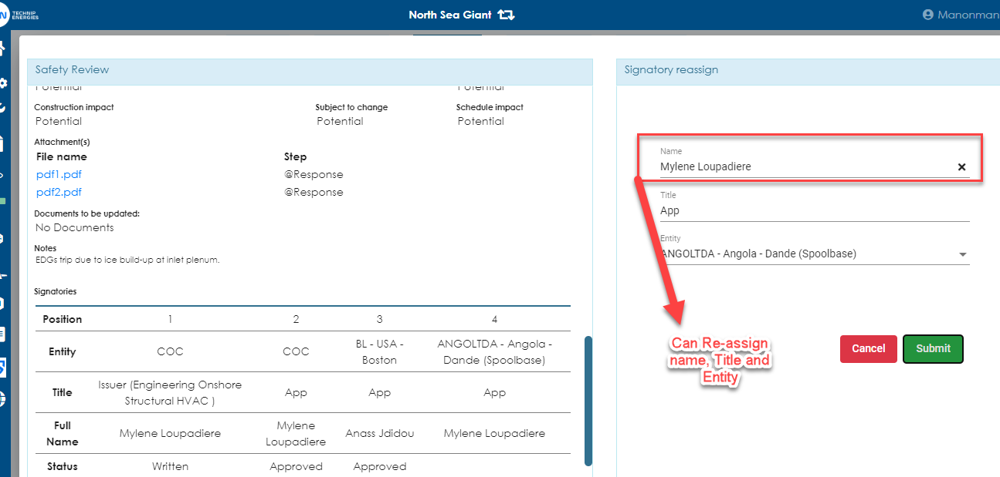 N TECHNIP ENERGIES
North Sea Giant
Manonman
Safety Review
Potential Potential
Construction impact Subject to change Schedule impact
Potential Potential Potential
Attachment(s)
File name Step
pdf1.pdf @Response
pdf2.pdf @Response
Documents to be updated:
No Documents
Notes
EDGs trip due to ice build-up at inlet plenum.
Signatories
Position 1 2 3 4
Entity COC COC BL - USA - Boston ANGOLTDA - Angola - Dande (Spoolbase)
Title Issuer (Engineering Onshore Structural HVAC ) App App App
Full Name Mylene Loupadiere Mylene Loupadiere Anass Jdidou Mylene Loupadiere
Status Written Approved Approved
Signatory reassign
Name
Mylene Loupadiere
Title
App
Entity
ANGOLTDA - Angola - Dande (Spoolbase)
Can Re-assign
name, Title and
Entity
Cancel Submit